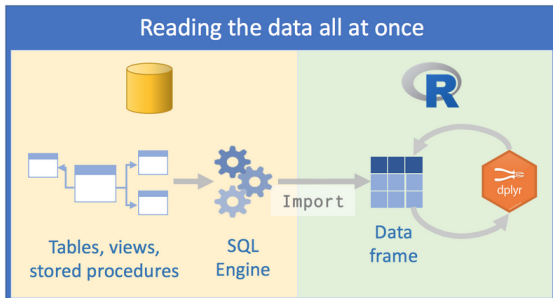 Reading the data all at once
R
dplyr
Import
Tables, views,
stored procedures
SQL
Engine
Data
frame